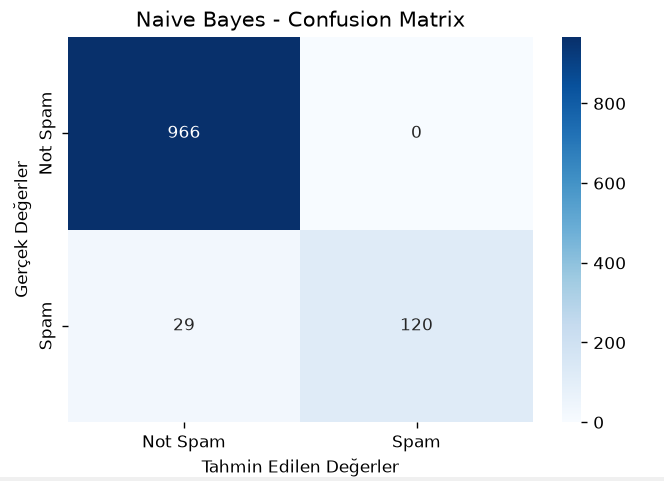 Naive Bayes - Confusion Matrix
Gerçek Değerler
Not Spam
966
0
Spam
29
120
Not Spam
Spam
Tahmin Edilen Değerler
800
600
400
200
0